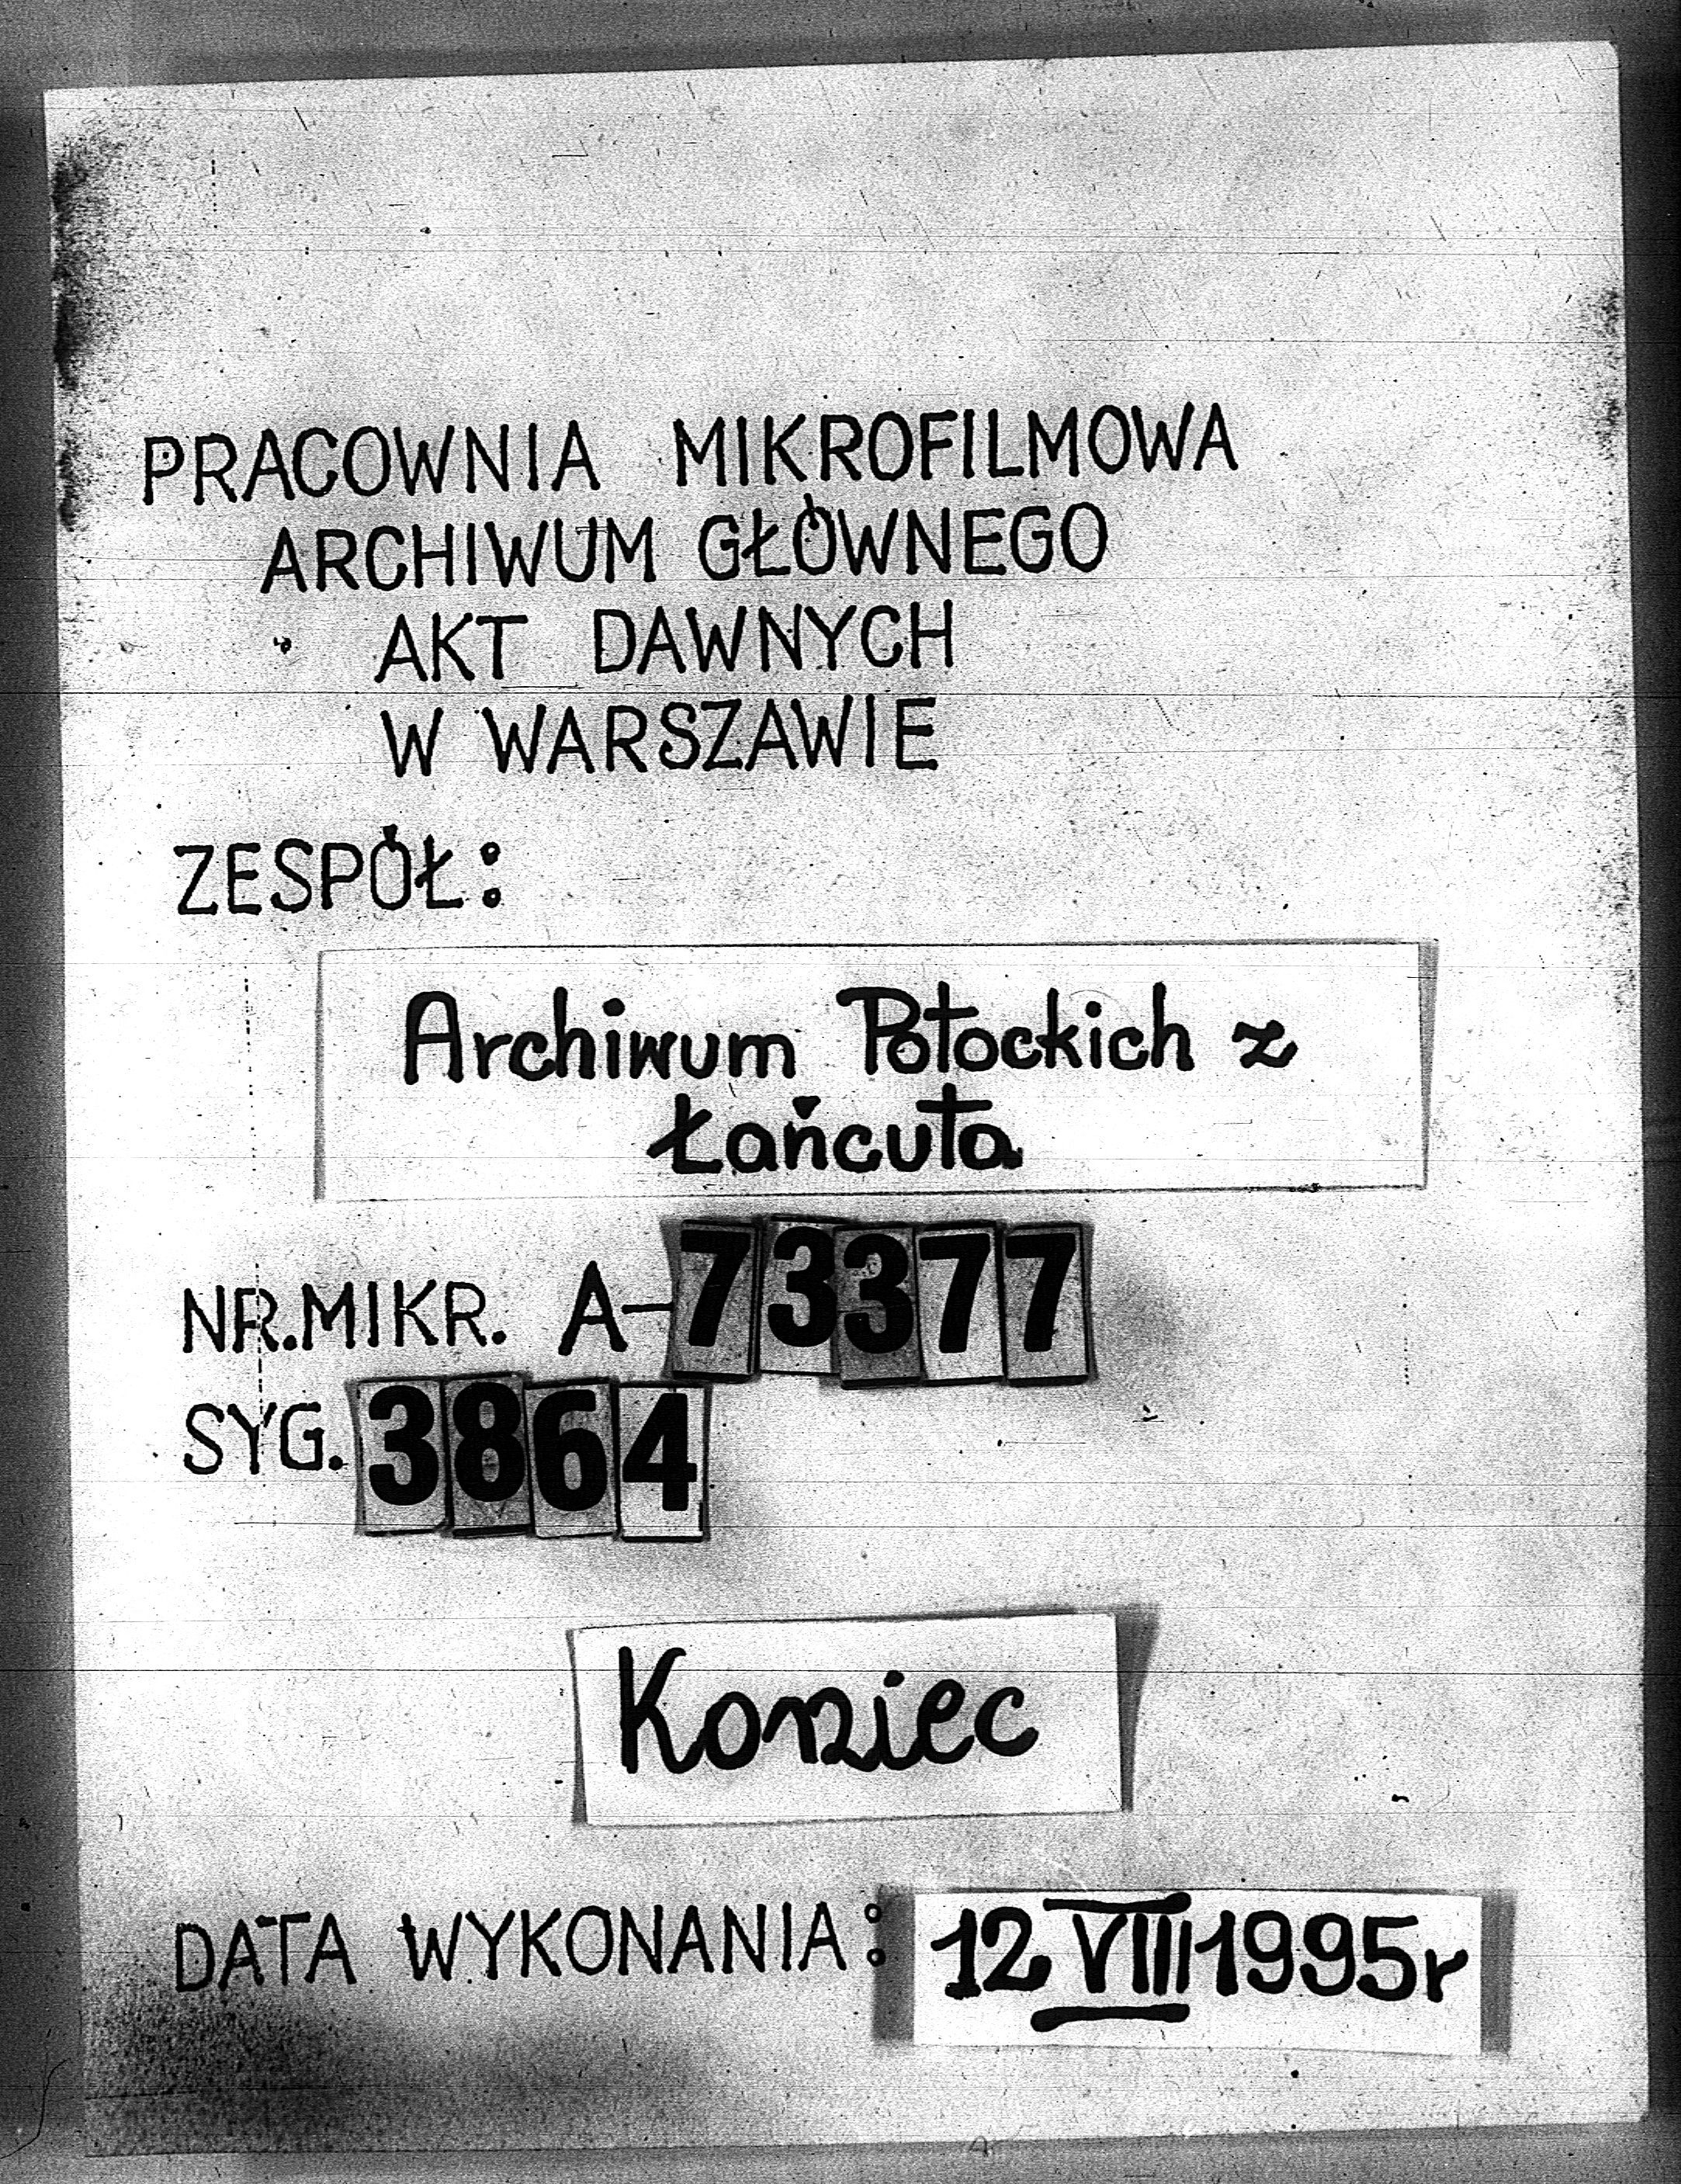 PRACOWNIA MIKROFILMOWA
ARCHIWUM GŁÓWNEGO
AKT DAWNYCH
W WARSZAWIE
ZESPÓŁ:
Archiwum Potockich z
Łańcuta
NR.MIKR. A-73377
SYG. 3864
Koniec
DATA WYKONANIA: 12 VIII 1995r